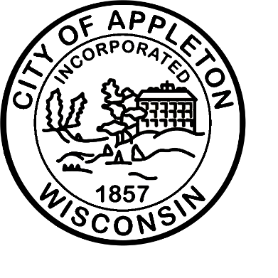 CITY OF APPLETON
INCORPORATED
1857
WISCONSIN